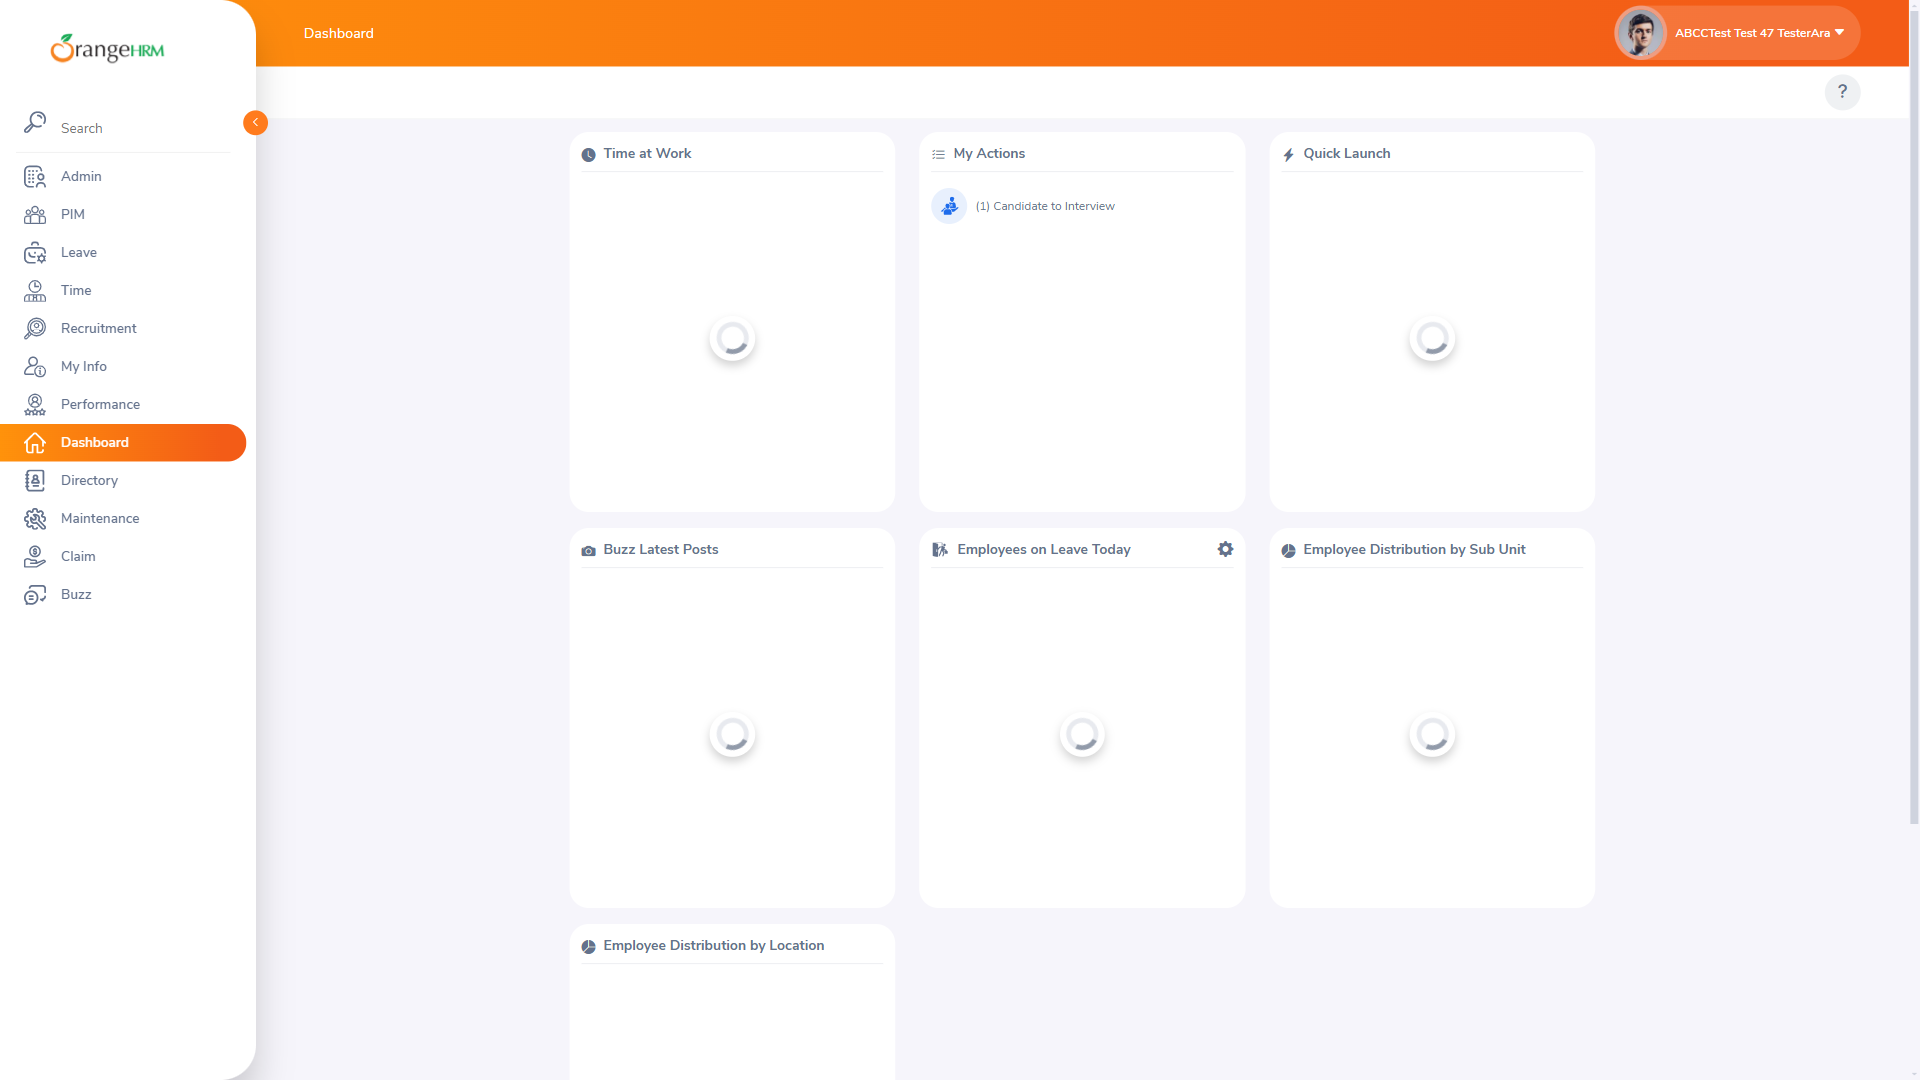 OrangeHRM
Dashboard
ABCCTest Test 47 TesterAra
?
Search
Admin
PIM
Leave
Time
Recruitment
My Info
Performance
Dashboard
Directory
Maintenance
Claim
Buzz
Time at Work
My Actions
(1) Candidate to Interview
Quick Launch
Buzz Latest Posts
Employees on Leave Today
Employee Distribution by Sub Unit
Employee Distribution by Location